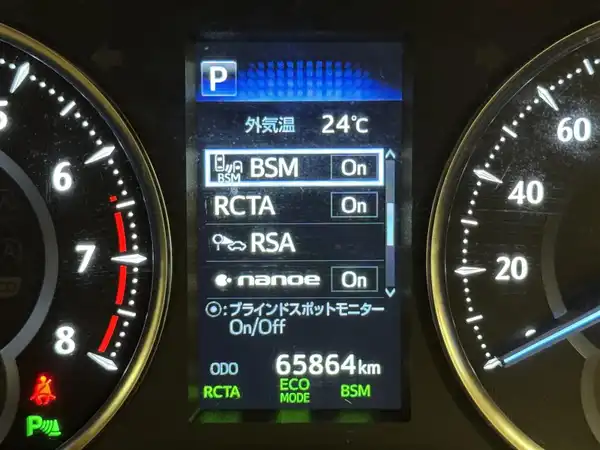 P
外気温 24℃
BSM
BSM On
RCTA On
RSA
nanoe On
:ブラインドスポットモニター
On/Off
ODO 65864km
RCTA ECO MODE BSM
6
7
8
60
40
20
P